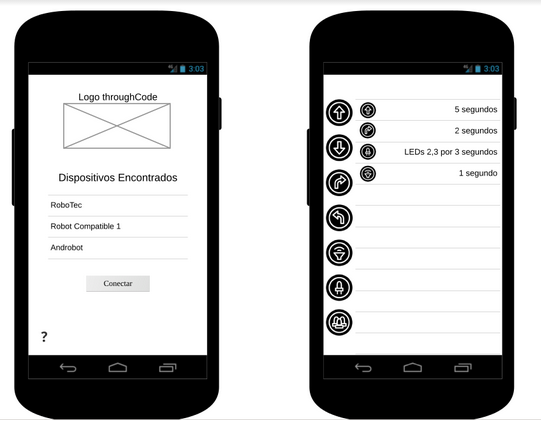 3:03
Logo throughCode
Dispositivos Encontrados
RoboTec
Robot Compatible 1
Androbot
Conectar
?
3:03
5 segundos
2 segundos
LEDs 2,3 por 3 segundos
1 segundo